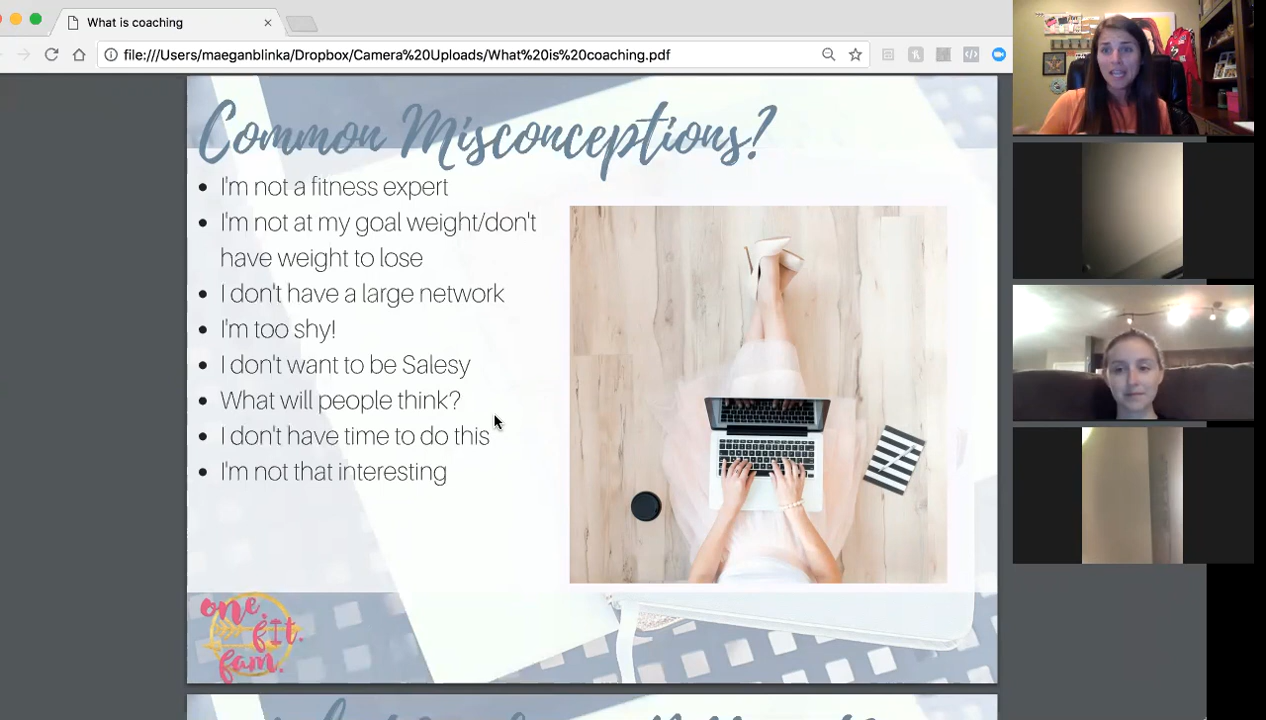 What is coaching
file:///Users/maeganblinka/Dropbox/Camera%20Uploads/What%20is%20coaching.pdf
Common Misconceptions?
• I'm not a fitness expert
• I'm not at my goal weight/don't
have weight to lose
• I don't have a large network
• I'm too shy!
• I don't want to be Salesy
• What will people think?
• I don't have time to do this
• I'm not that interesting
one.
fit.
fam.